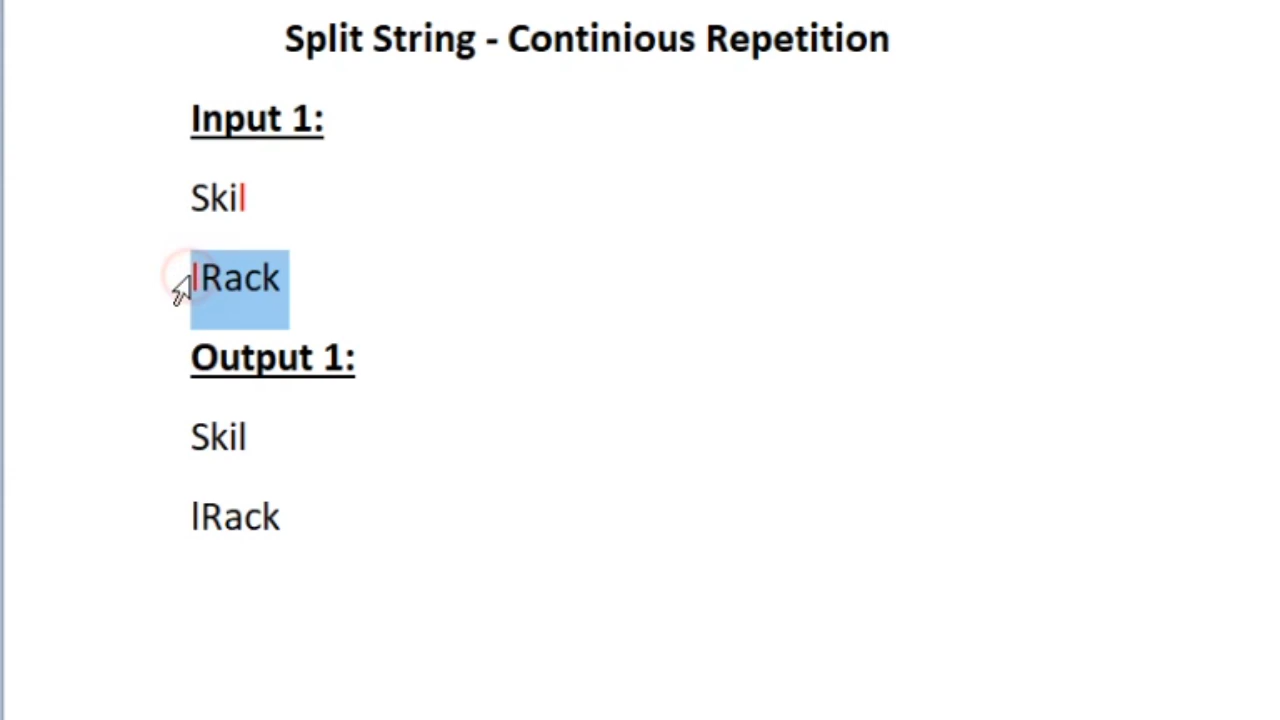 Split String - Continious Repetition
Input 1:
Skil
lRack
Output 1:
Skil
lRack